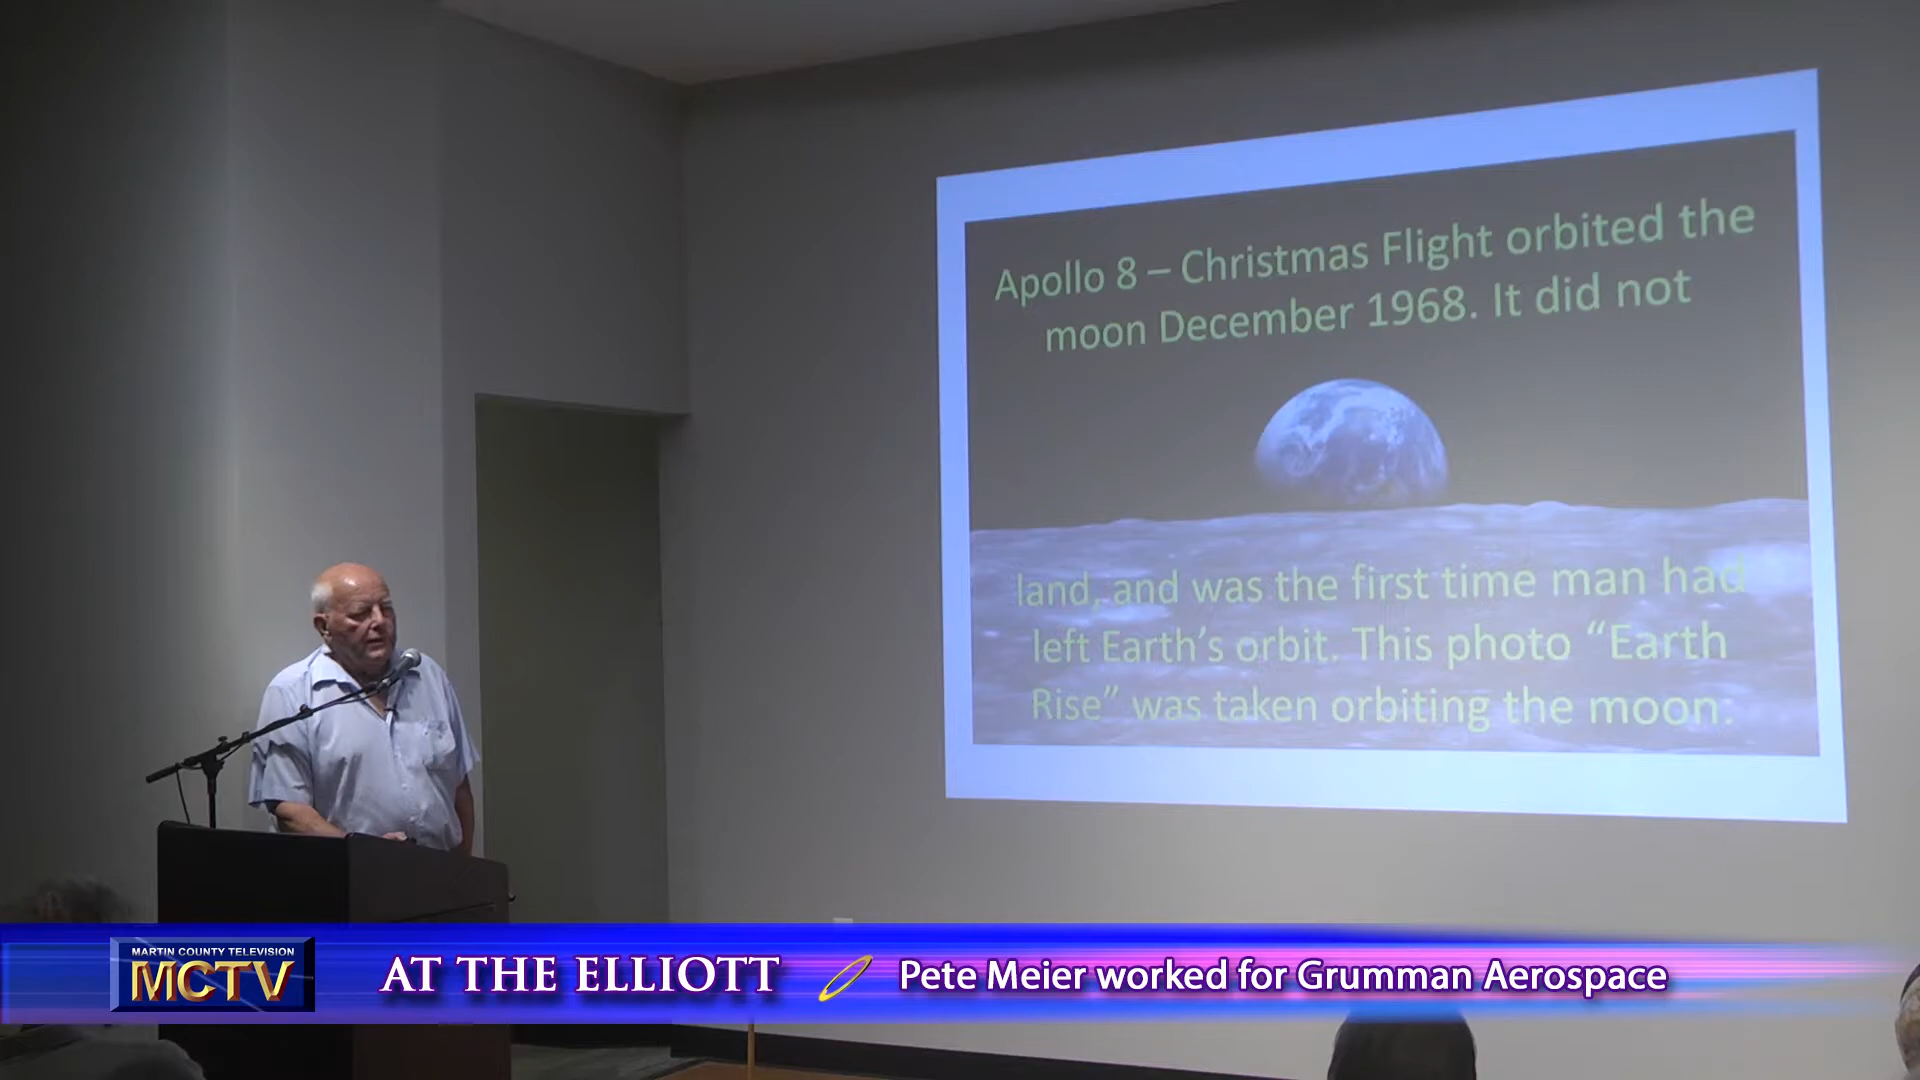 Apollo 8 – Christmas Flight orbited the
moon December 1968. It did not
land, and was the first time man had
left Earth's orbit. This photo “Earth
Rise” was taken orbiting the moon.
MARTIN COUNTY TELEVISION
MCTV
AT THE ELLIOTT
Pete Meier worked for Grumman Aerospace